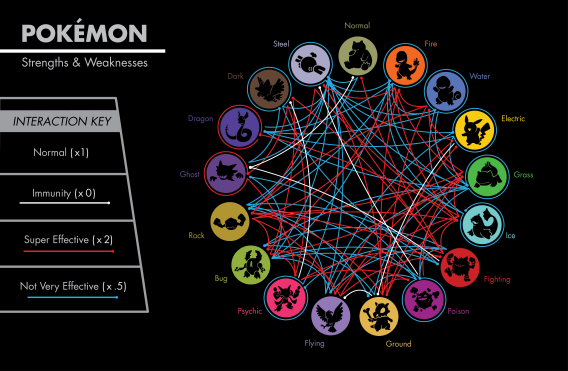 POKÉMON
Strengths & Weaknesses
INTERACTION KEY
Normal (x1)
Immunity (x 0)
Super Effective (x 2)
Not Very Effective (x .5)
Normal
Fire
Water
Electric
Grass
Ice
Fighting
Poison
Ground
Flying
Psychic
Bug
Rock
Ghost
Dragon
Dark
Steel